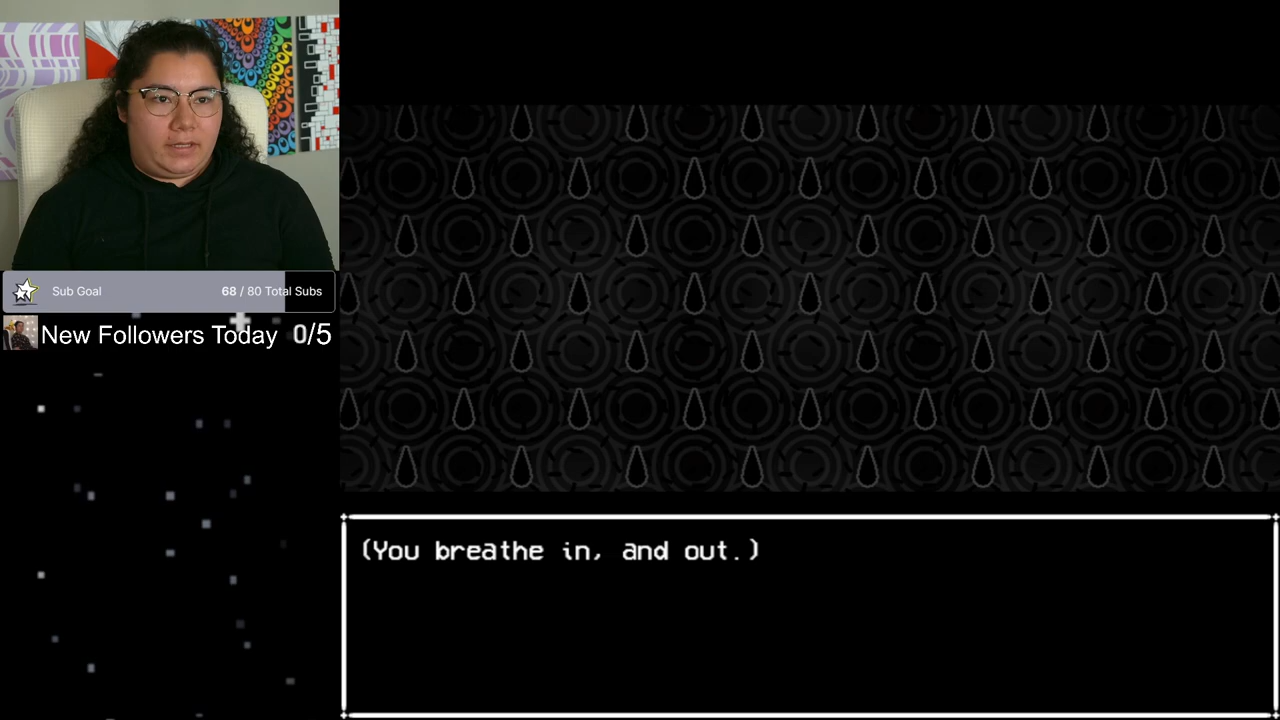 Sub Goal 68 / 80 Total Subs
New Followers Today 0/5
(You breathe in, and out.)